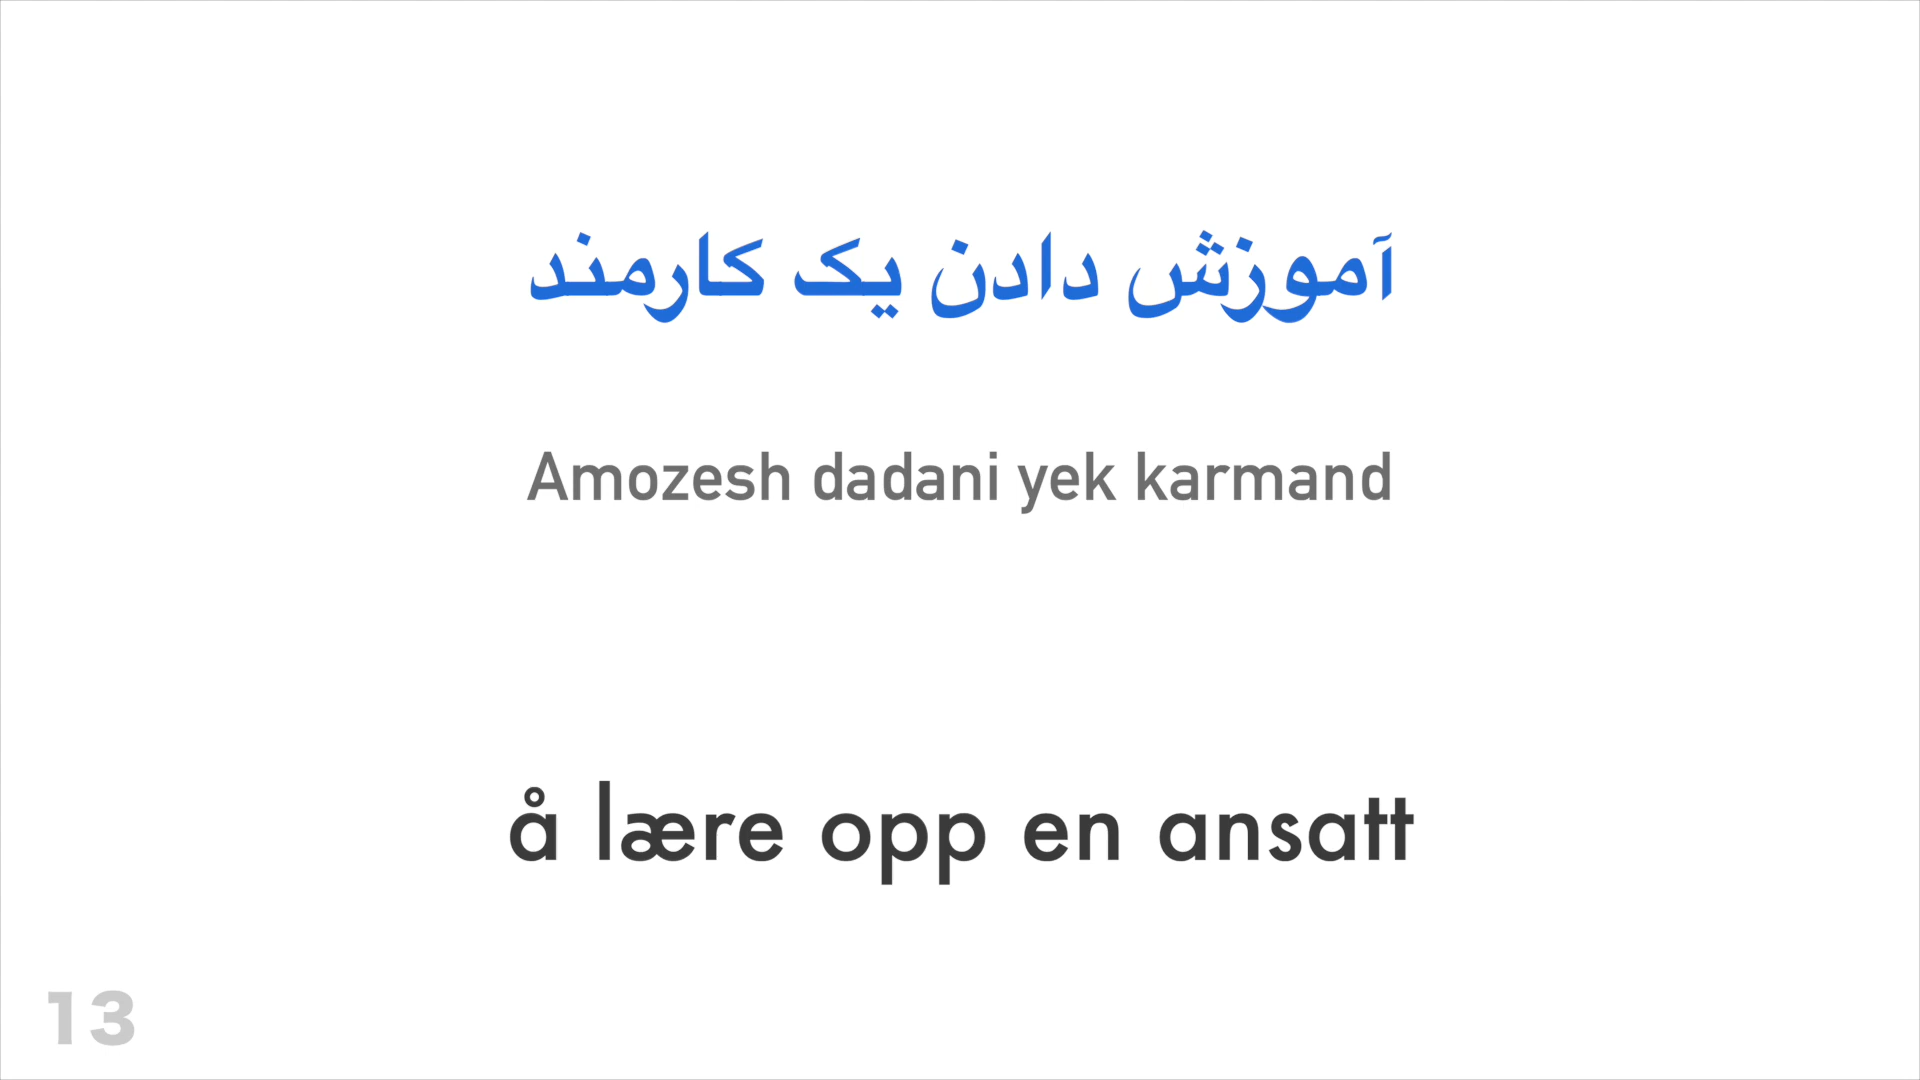 آموزش دادن یک کارمند
Amozesh dadani yek karmand
å lære opp en ansatt
13